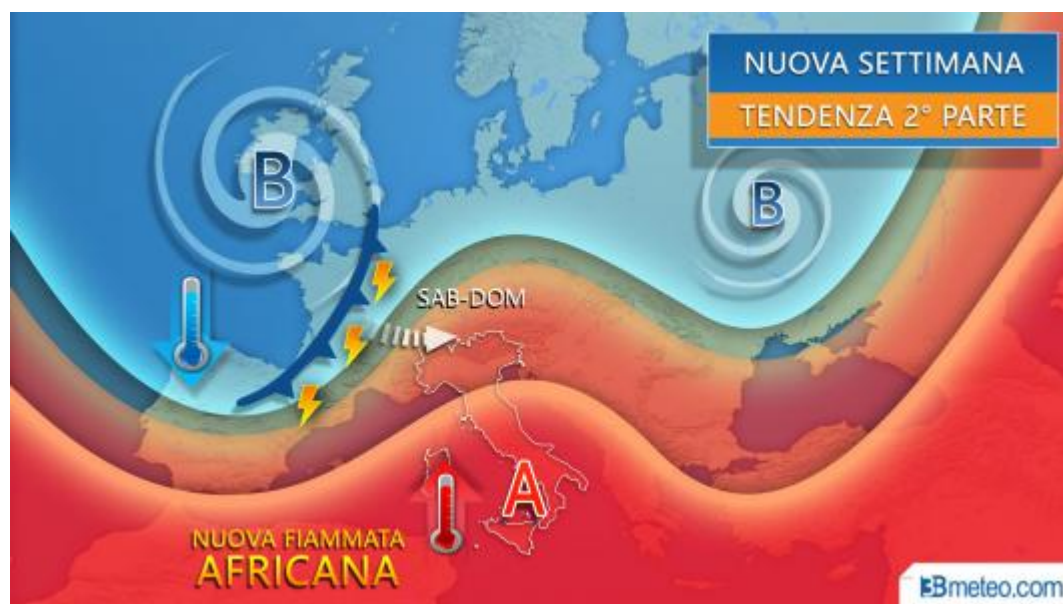 NUOVA SETTIMANA
TENDENZA 2° PARTE
B
B
SAB-DOM
A
NUOVA FIAMMATA
AFRICANA
3Bmeteo.com